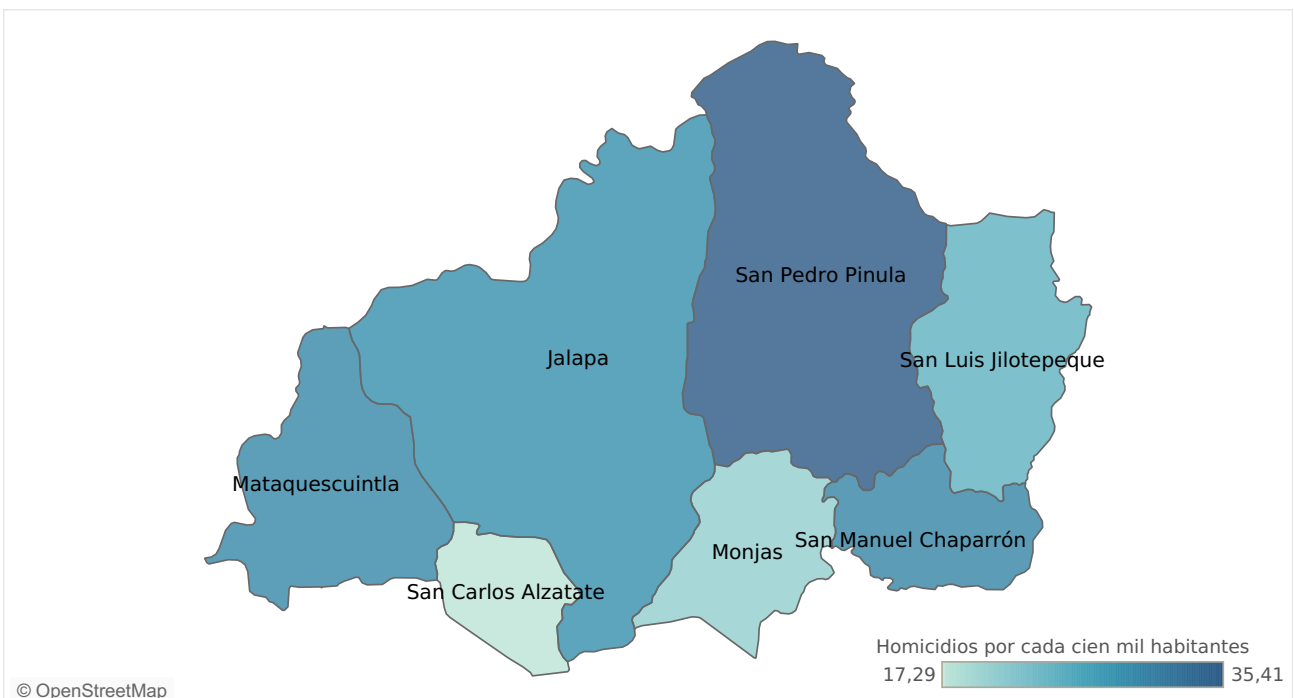 San Pedro Pinula
Jalapa
San Luis Jilotepeque
Mataquescuintla
San Manuel Chaparrón
Monjas
San Carlos Alzatate
Homicidios por cada cien mil habitantes
17,29 35,41
© OpenStreetMap